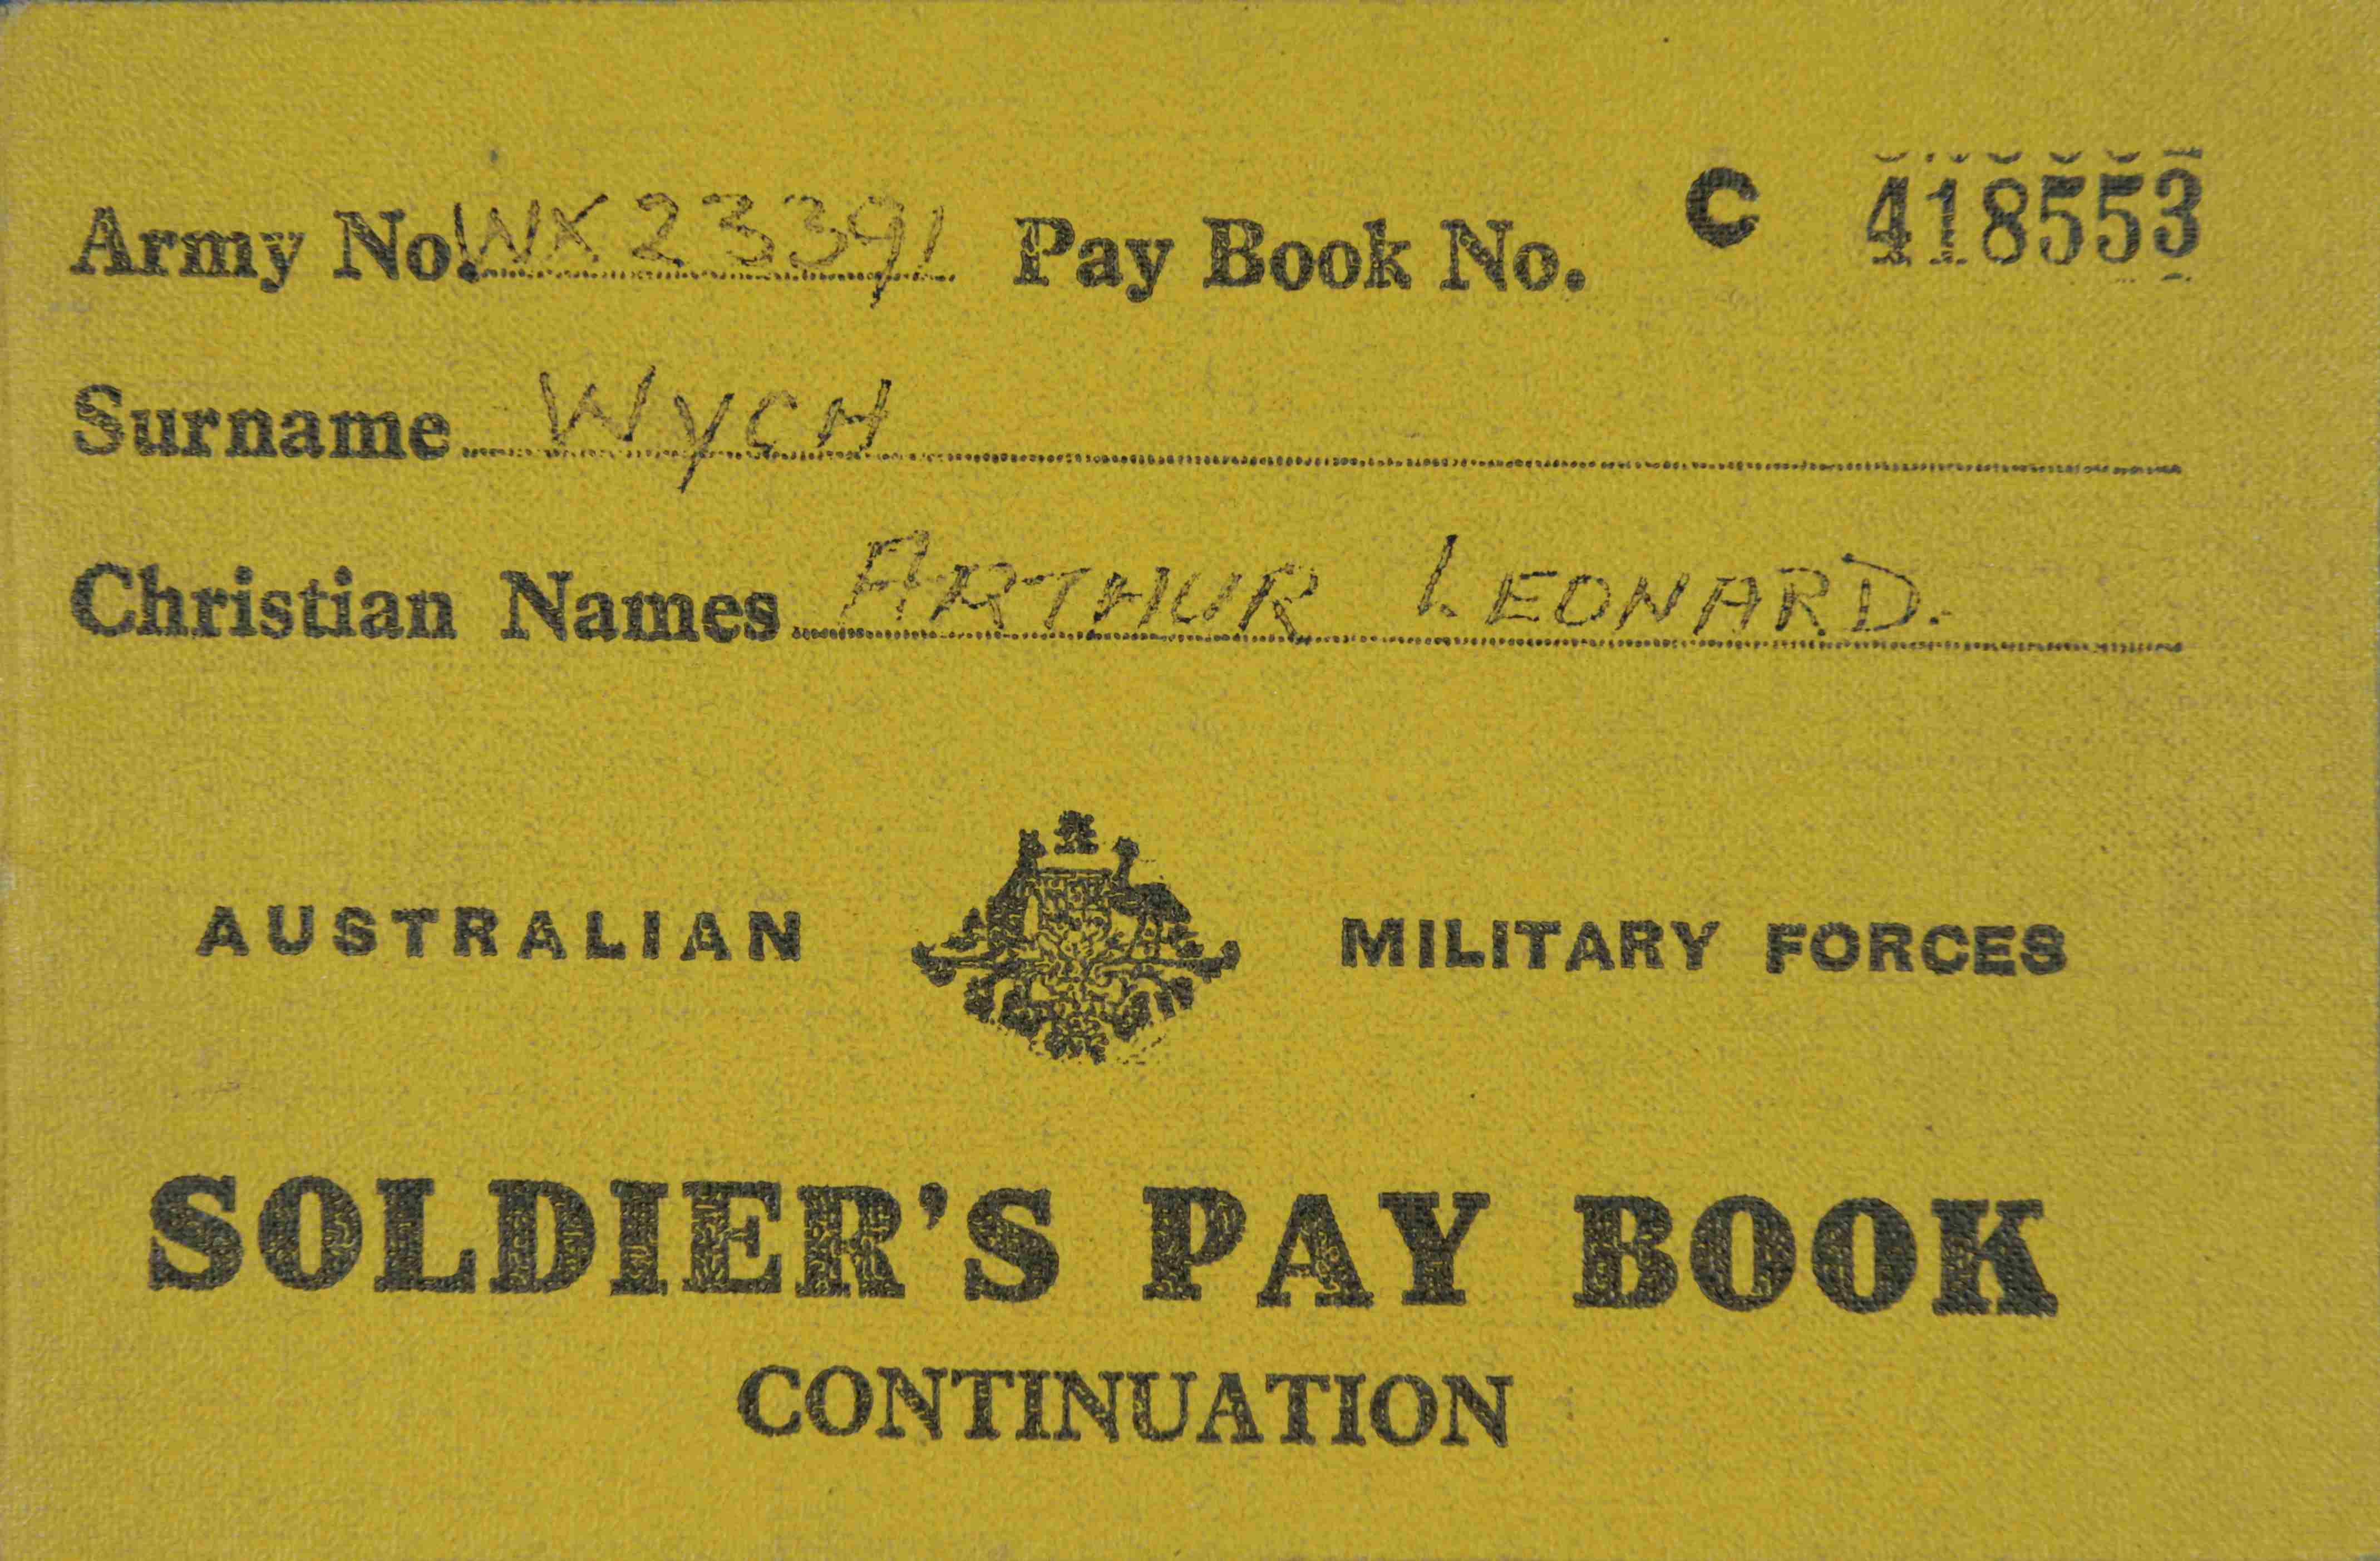 Army No. WX23391 Pay Book No. C 418553
Surname WYCH
Christian Names ARTHUR LEONARD.
AUSTRALIAN MILITARY FORCES
SOLDIER'S PAY BOOK
CONTINUATION